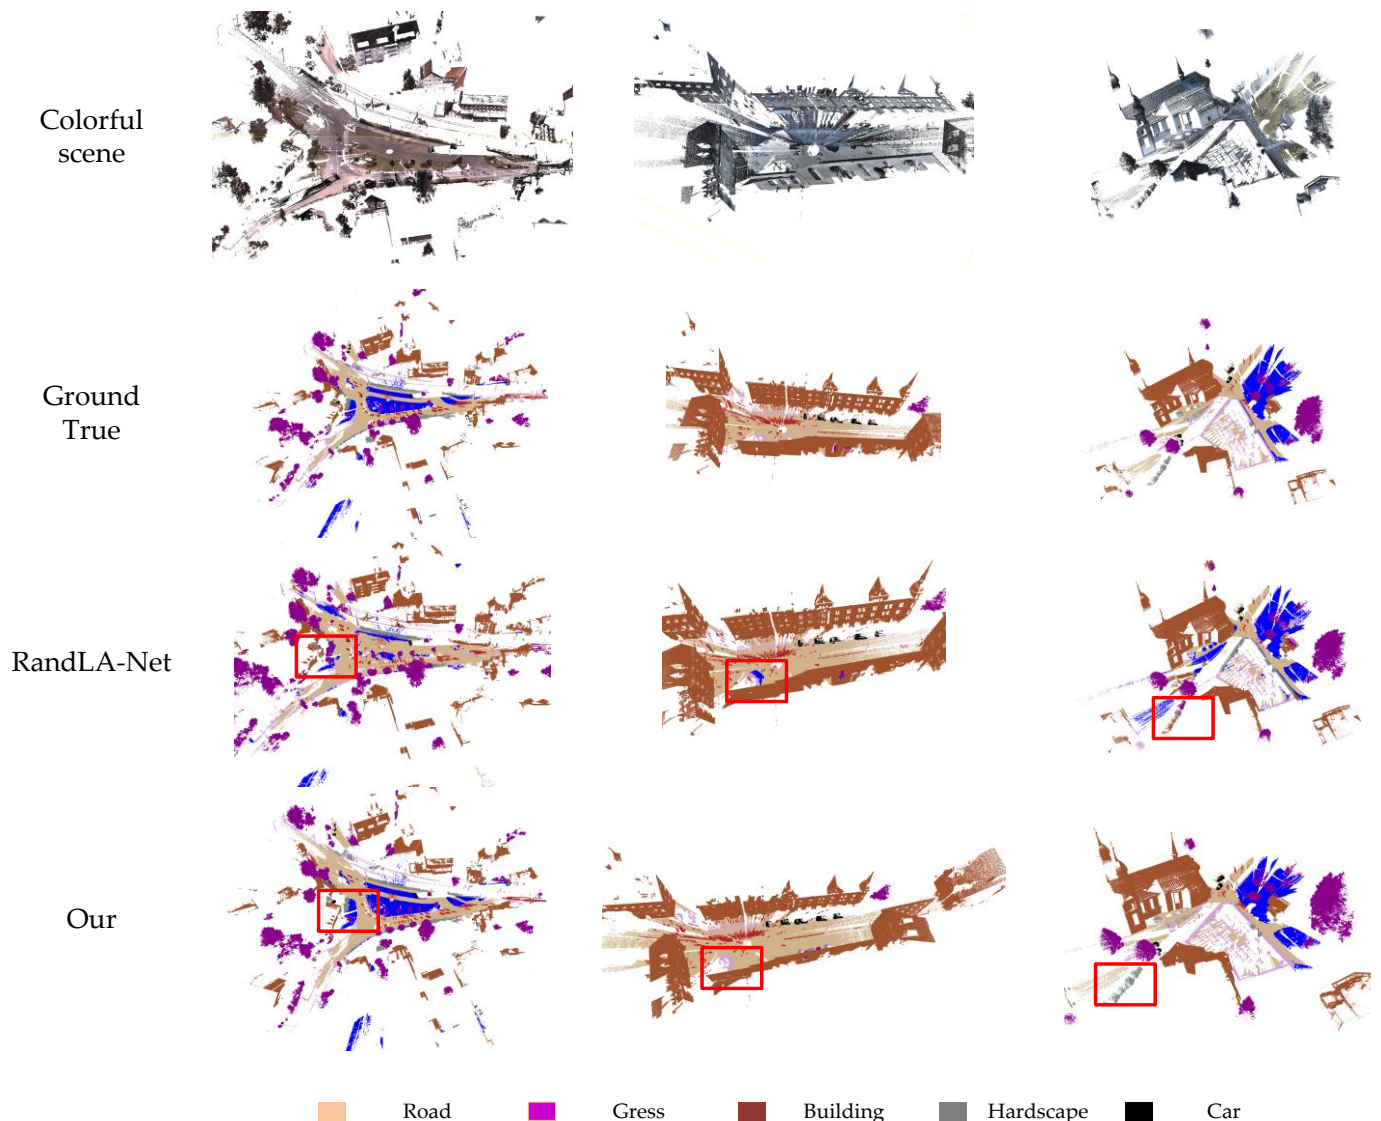 Colorful
scene
Ground
True
RandLA-Net
Our
Road Gress Building Hardscape Car